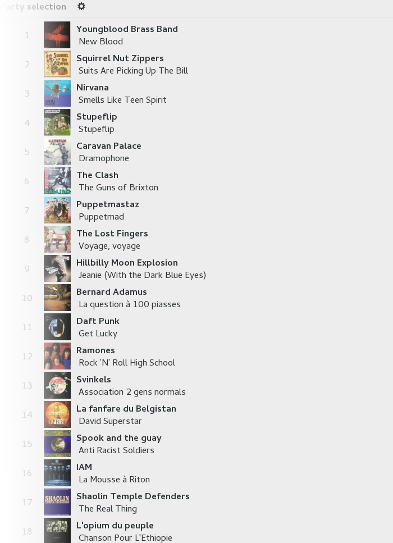 arty selection
1
Youngblood Brass Band
New Blood
2
Squirrel Nut Zippers
Suits Are Picking Up The Bill
3
Nirvana
Smells Like Teen Spirit
4
Stupeflip
Stupeflip
5
Caravan Palace
Dramophone
6
The Clash
The Guns of Brixton
7
Puppetmastaz
Puppetmad
8
The Lost Fingers
Voyage, voyage
9
Hillbilly Moon Explosion
Jeanie (With the Dark Blue Eyes)
10
Bernard Adamus
La question à 100 piasses
11
Daft Punk
Get Lucky
12
Ramones
Rock 'N' Roll High School
13
Svinkels
Association 2 gens normals
14
La fanfare du Belgistan
David Superstar
15
Spook and the guay
Anti Racist Soldiers
16
IAM
La Mousse à Riton
17
SHAOLIN
Shaolin Temple Defenders
The Real Thing
18
L'opium du peuple
Chanson Pour L'Ethiopie